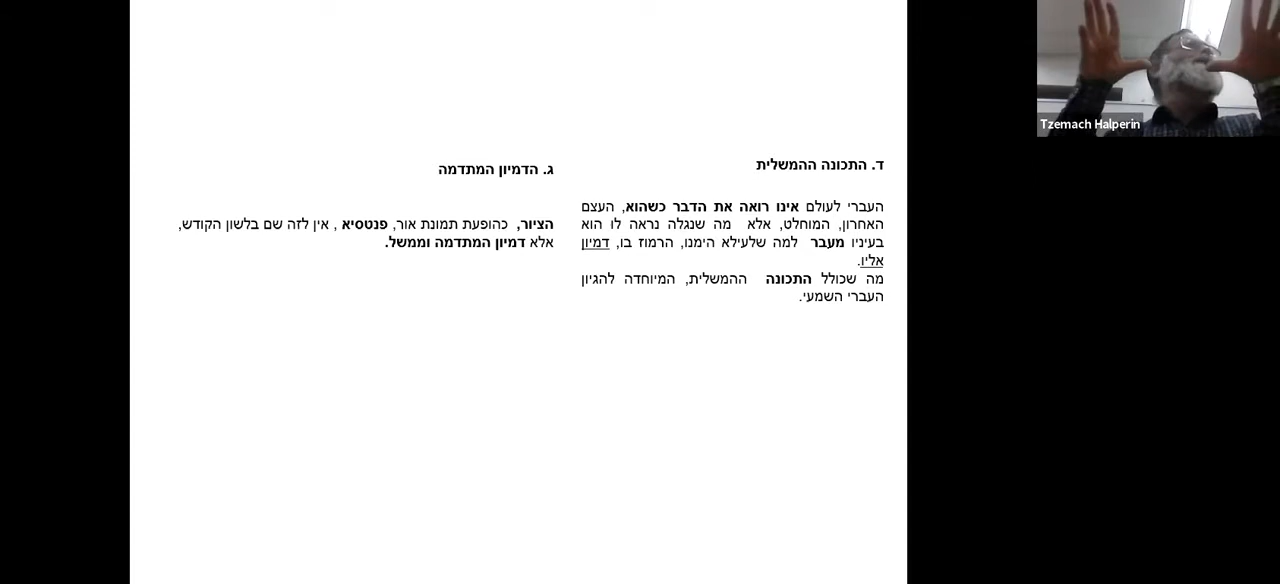 ד. התכונה ההמשלית
העברי לעולם אינו רואה את הדבר כשהוא, העצם
האחרון, המוחלט, אלא מה שנגלה נראה לו הוא
בעיניו מעבר למה שלעילא הימנו, הרמוז בו, דמיון
אליו.
מה שכולל התכונה ההמשלית, המיוחדה להגיון
העברי השמעי.
ג. הדמיון המתדמה
הציור, כהופעת תמונת אור, פנטסיא , אין לזה שם בלשון הקודש,
אלא דמיון המתדמה וממשל.
Tzemach Halperin